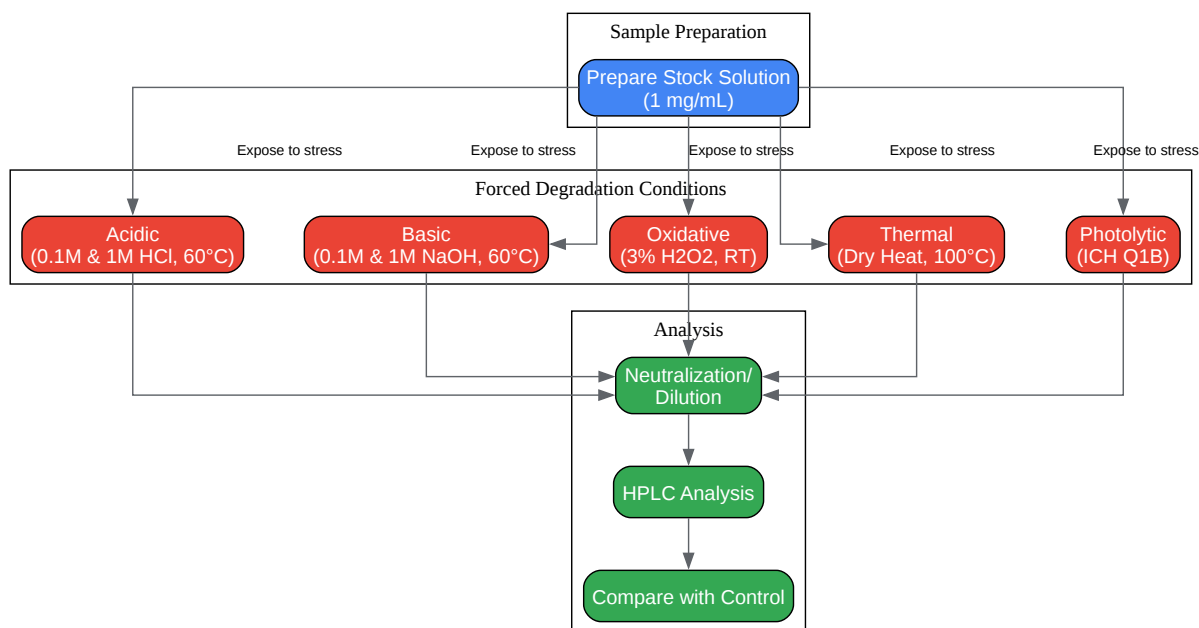 Sample Preparation
Prepare Stock Solution
(1 mg/mL)
Expose to stress
Expose to stress
Expose to stress
Expose to stress
Expose to stress
Forced Degradation Conditions
Acidic
(0.1M & 1M HCl, 60°C)
Basic
(0.1M & 1M NaOH, 60°C)
Oxidative
(3% H2O2, RT)
Thermal
(Dry Heat, 100°C)
Photolytic
(ICH Q1B)
Analysis
Neutralization/
Dilution
HPLC Analysis
Compare with Control